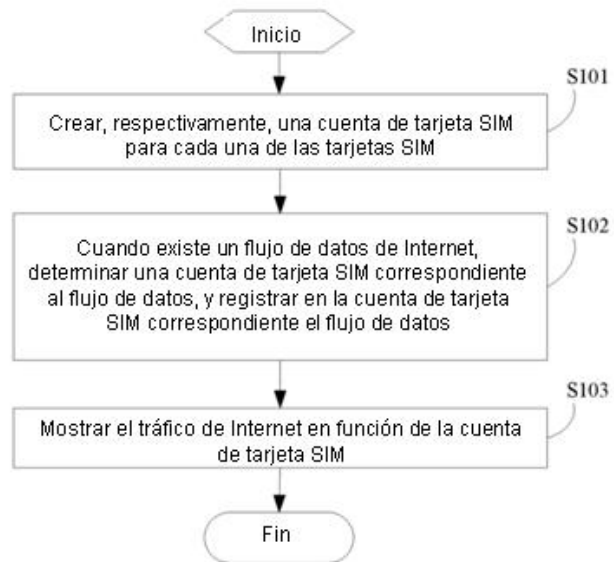 Inicio
S101
Crear, respectivamente, una cuenta de tarjeta SIM
para cada una de las tarjetas SIM
S102
Cuando existe un flujo de datos de Internet,
determinar una cuenta de tarjeta SIM correspondiente
al flujo de datos, y registrar en la cuenta de tarjeta
SIM correspondiente el flujo de datos
S103
Mostrar el tráfico de Internet en función de la cuenta
de tarjeta SIM
Fin